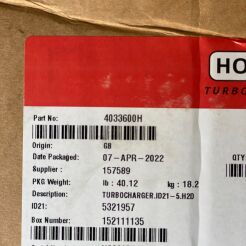 HO
TURBO
Part No: 4033600H
Origin: GB
Date Packaged: 07-APR-2022
QTY
Supplier : 157589
PKG Weight: lb : 40.12 kg : 18.2
Description: TURBOCHARGER,ID21-5.H2D
ID21: 5321957
Box Number: 152111135